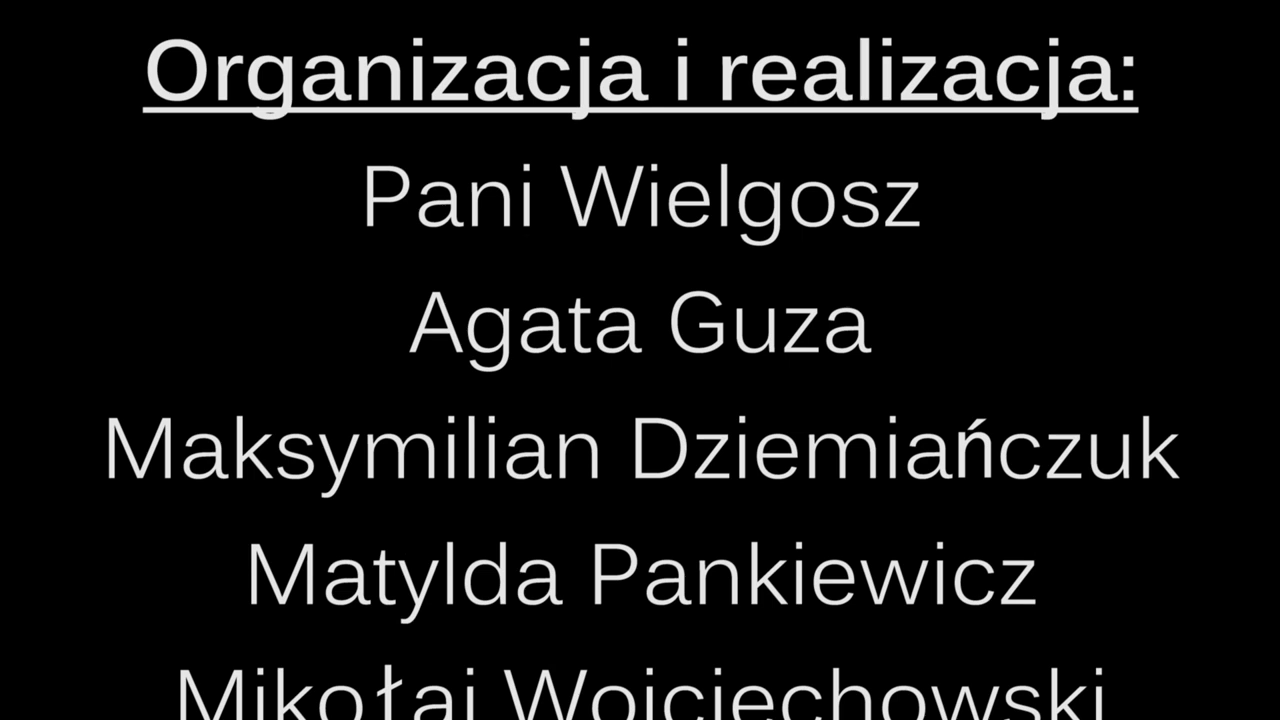 Organizacja i realizacja:
Pani Wielgosz
Agata Guza
Maksymilian Dziemiańczuk
Matylda Pankiewicz
Mikołaj Wojciechowski